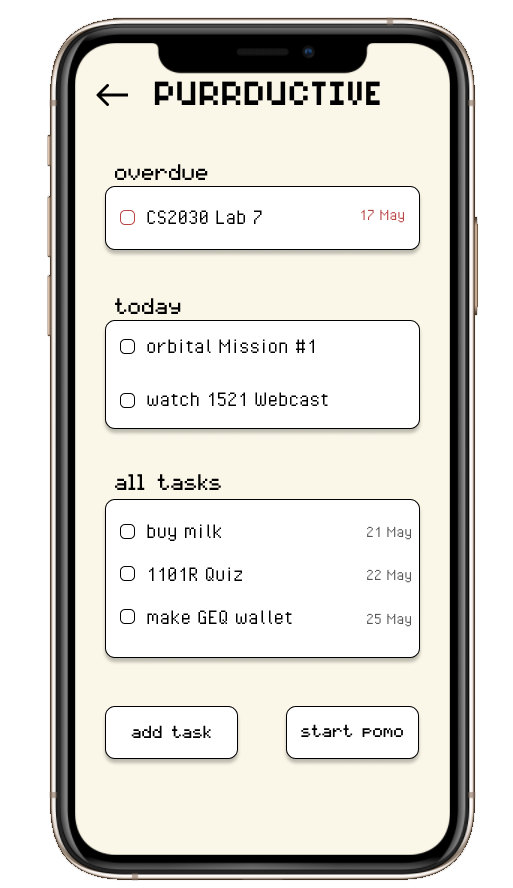 PURRDUCTIVE
overdue
CS2030 Lab 7 17 May
today
orbital Mission #1
watch 1521 Webcast
all tasks
buy milk 21 May
1101R Quiz 22 May
make GEQ wallet 25 May
add task start pomo